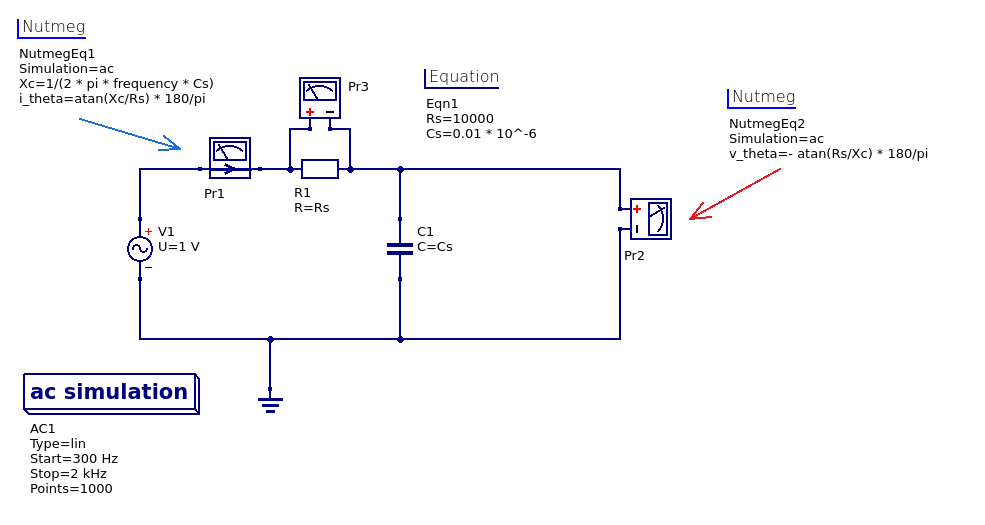 Nutmeg
NutmegEq1
Simulation=ac
Xc=1/(2 * pi * frequency * Cs)
i_theta=atan(Xc/Rs) * 180/pi
Pr3
Equation
Eqn1
Rs=10000
Cs=0.01 * 10^-6
Nutmeg
NutmegEq2
Simulation=ac
v_theta=- atan(Rs/Xc) * 180/pi
+ −
Pr1
R1
R=Rs
V1
U=1 V
+
−
C1
C=Cs
+
Pr2
ac simulation
AC1
Type=lin
Start=300 Hz
Stop=2 kHz
Points=1000